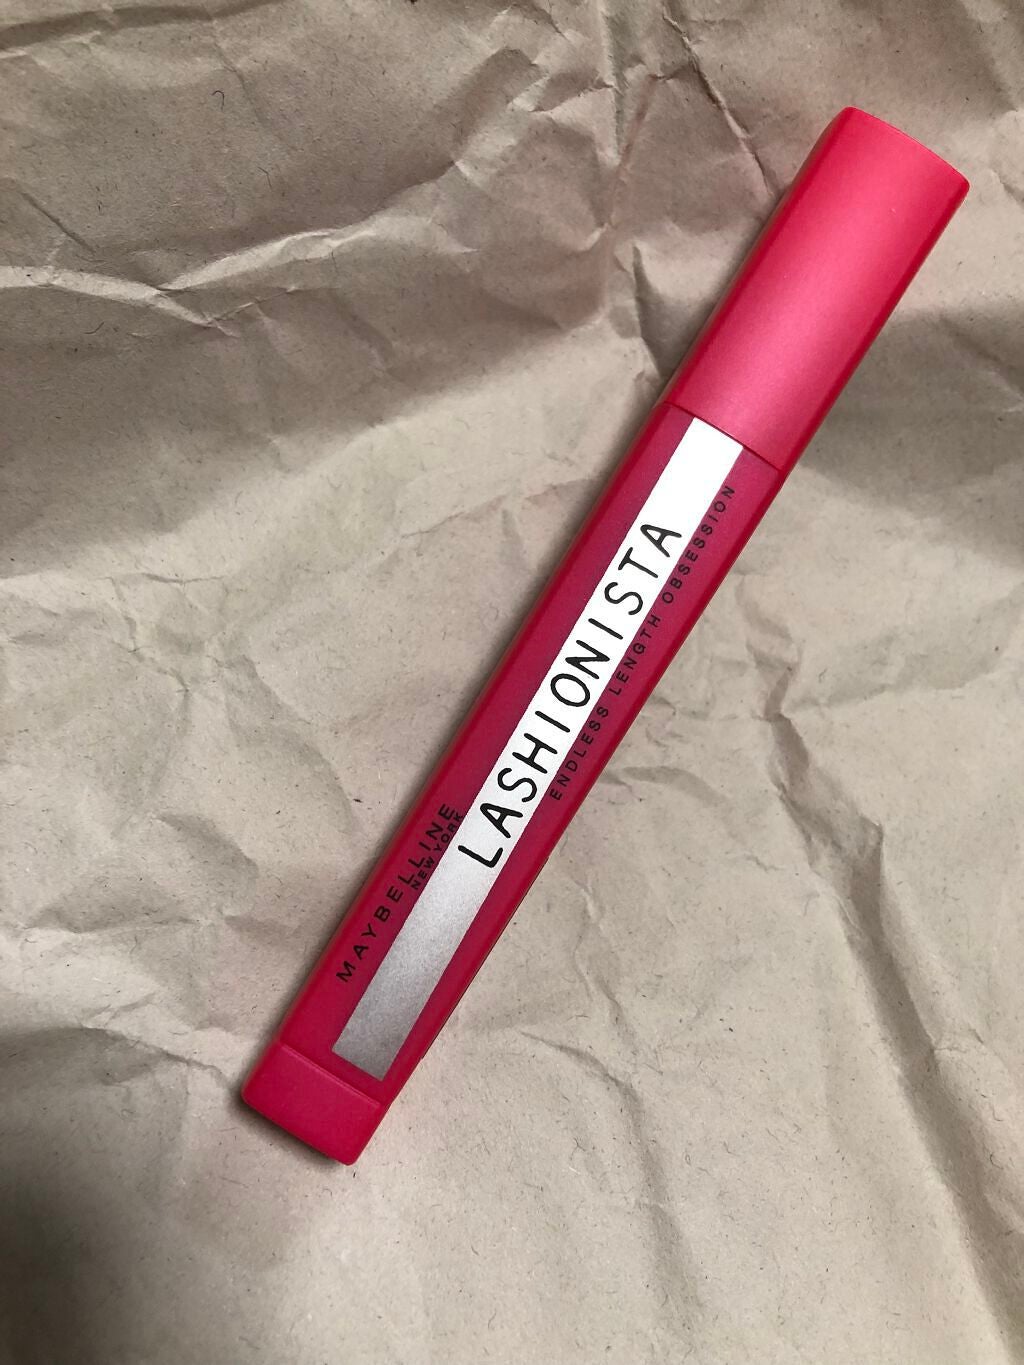 MAYBELLINE
NEW YORK
LASHIONISTA
ENDLESS LENGTH OBSESSION